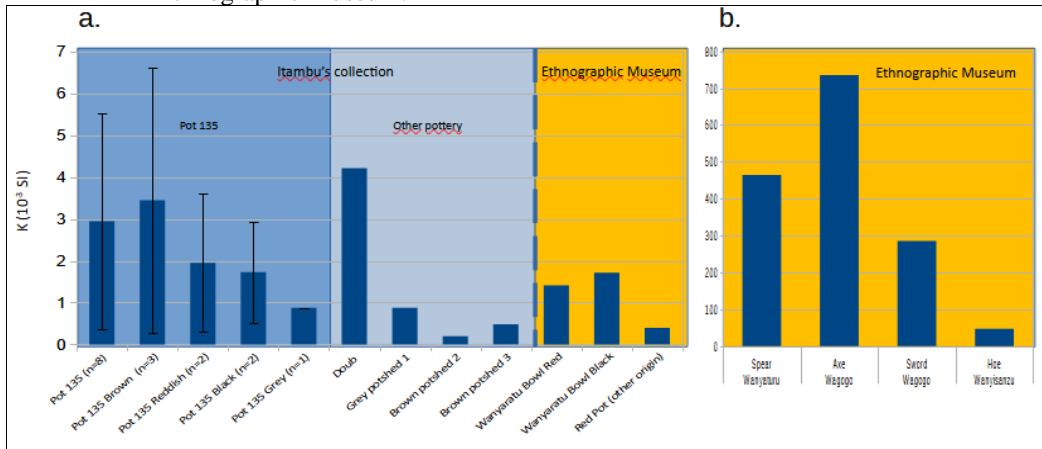 Museum.
a.
b.
7
6
5
4
3
2
1
0
K (10³ SI)
Itambu's collection
Ethnographic Museum
Pot 135
Other pottery
Pot 135 (n=8)
Pot 135 Brown (n=3)
Pot 135 Reddish (n=2)
Pot 135 Black (n=2)
Pot 135 Grey (n=1)
Doub
Grey potshed 1
Brown potshed 2
Brown potshed 3
Wanyaratu Bowl Red
Wanyaratu Bowl Black
Red Pot (other origin)
800
700
600
500
400
300
200
100
0
Ethnographic Museum
Spear
Wanyaturu
Axe
Wagogo
Sword
Wagogo
Hoe
Wanyisanzu